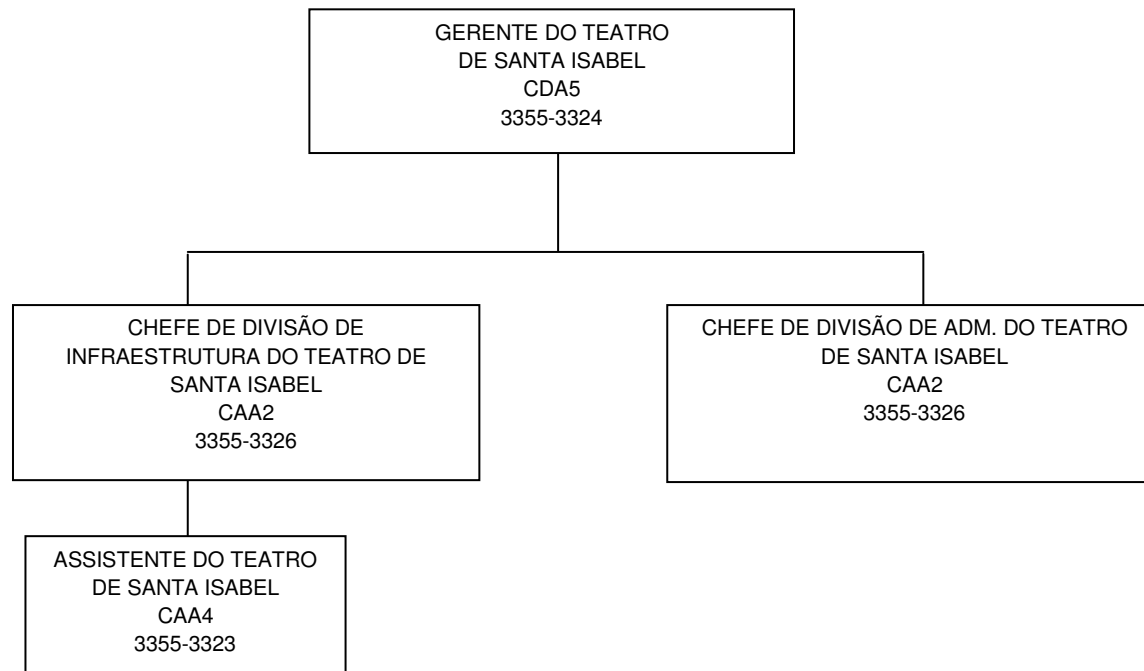 GERENTE DO TEATRO
DE SANTA ISABEL
CDA5
3355-3324
CHEFE DE DIVISÃO DE
INFRAESTRUTURA DO TEATRO DE
SANTA ISABEL
CAA2
3355-3326
CHEFE DE DIVISÃO DE ADM. DO TEATRO
DE SANTA ISABEL
CAA2
3355-3326
ASSISTENTE DO TEATRO
DE SANTA ISABEL
CAA4
3355-3323